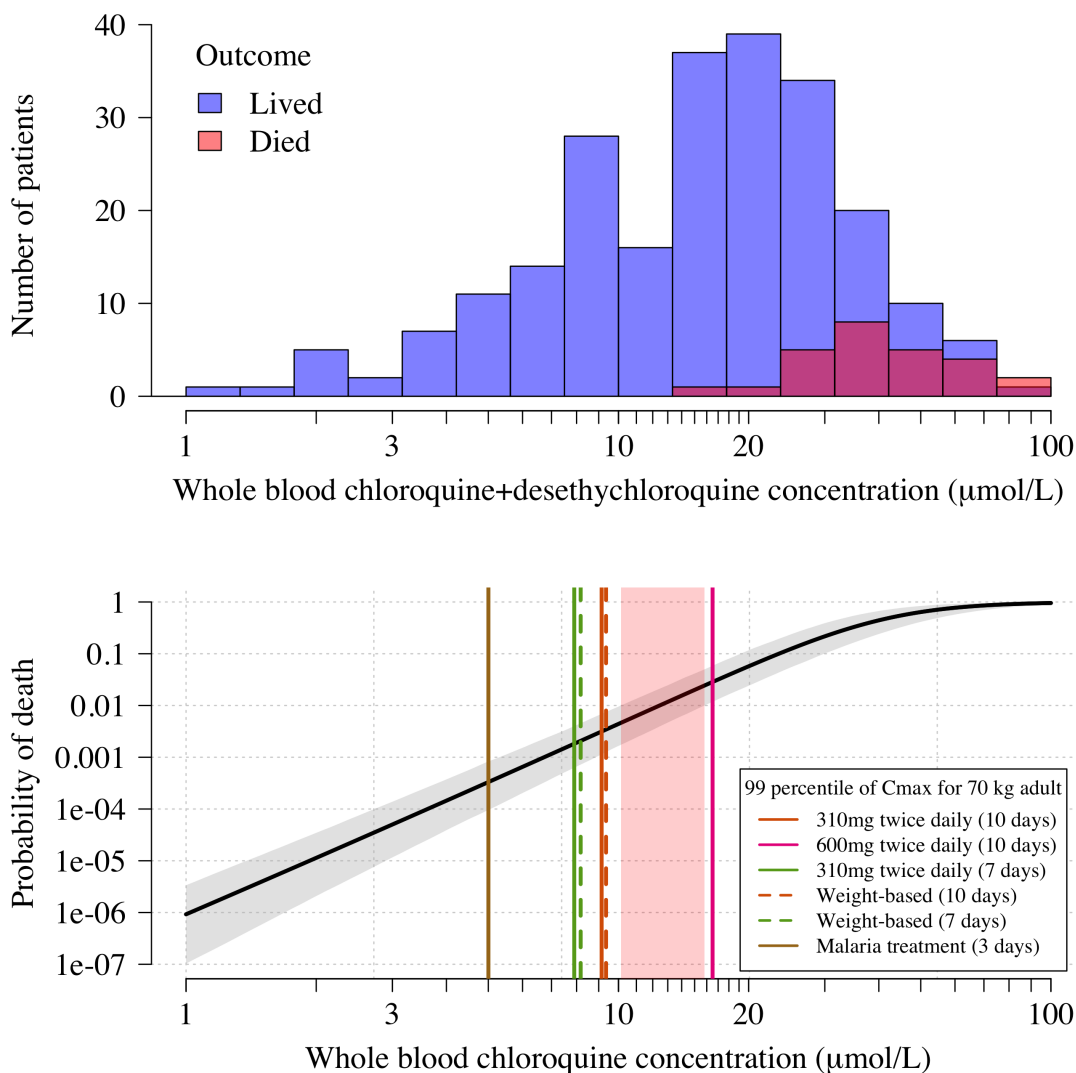 Number of patients
40
30
20
10
0
Outcome
Lived
Died
1
3
10
20
100
Whole blood chloroquine+desethychloroquine concentration (μmol/L)
Probability of death
1
0.1
0.01
0.001
1e-04
1e-05
1e-06
1e-07
99 percentile of Cmax for 70 kg adult
310mg twice daily (10 days)
600mg twice daily (10 days)
310mg twice daily (7 days)
Weight-based (10 days)
Weight-based (7 days)
Malaria treatment (3 days)
1
3
10
20
100
Whole blood chloroquine concentration (μmol/L)